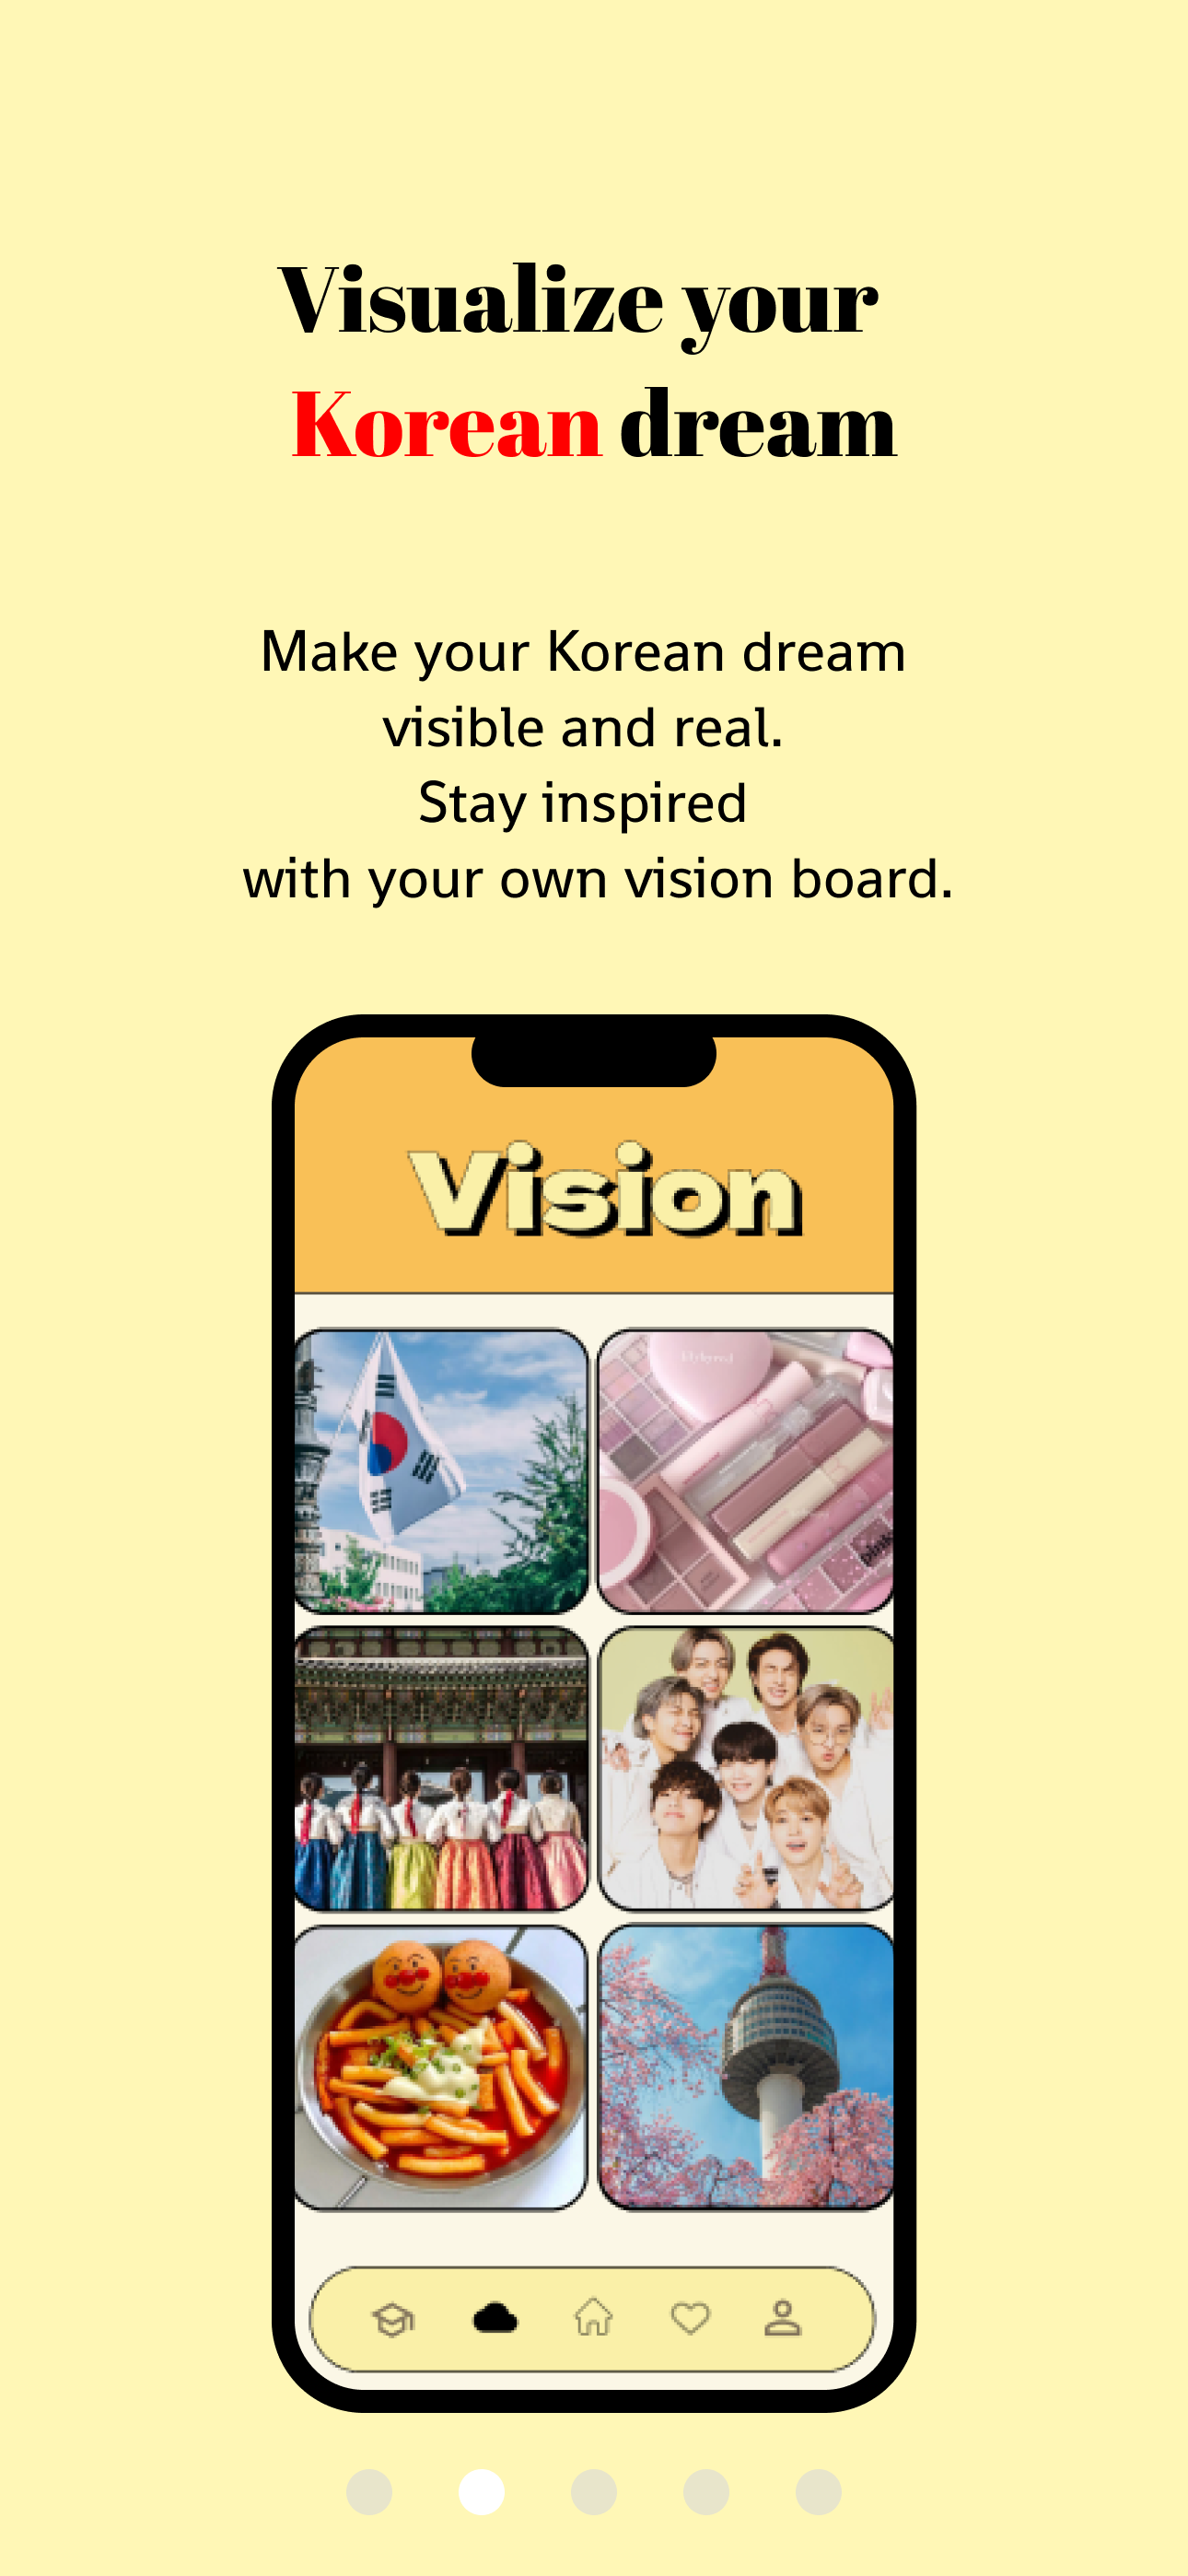 Visualize your
Korean dream
Make your Korean dream
visible and real.
Stay inspired
with your own vision board.
Vision
pink